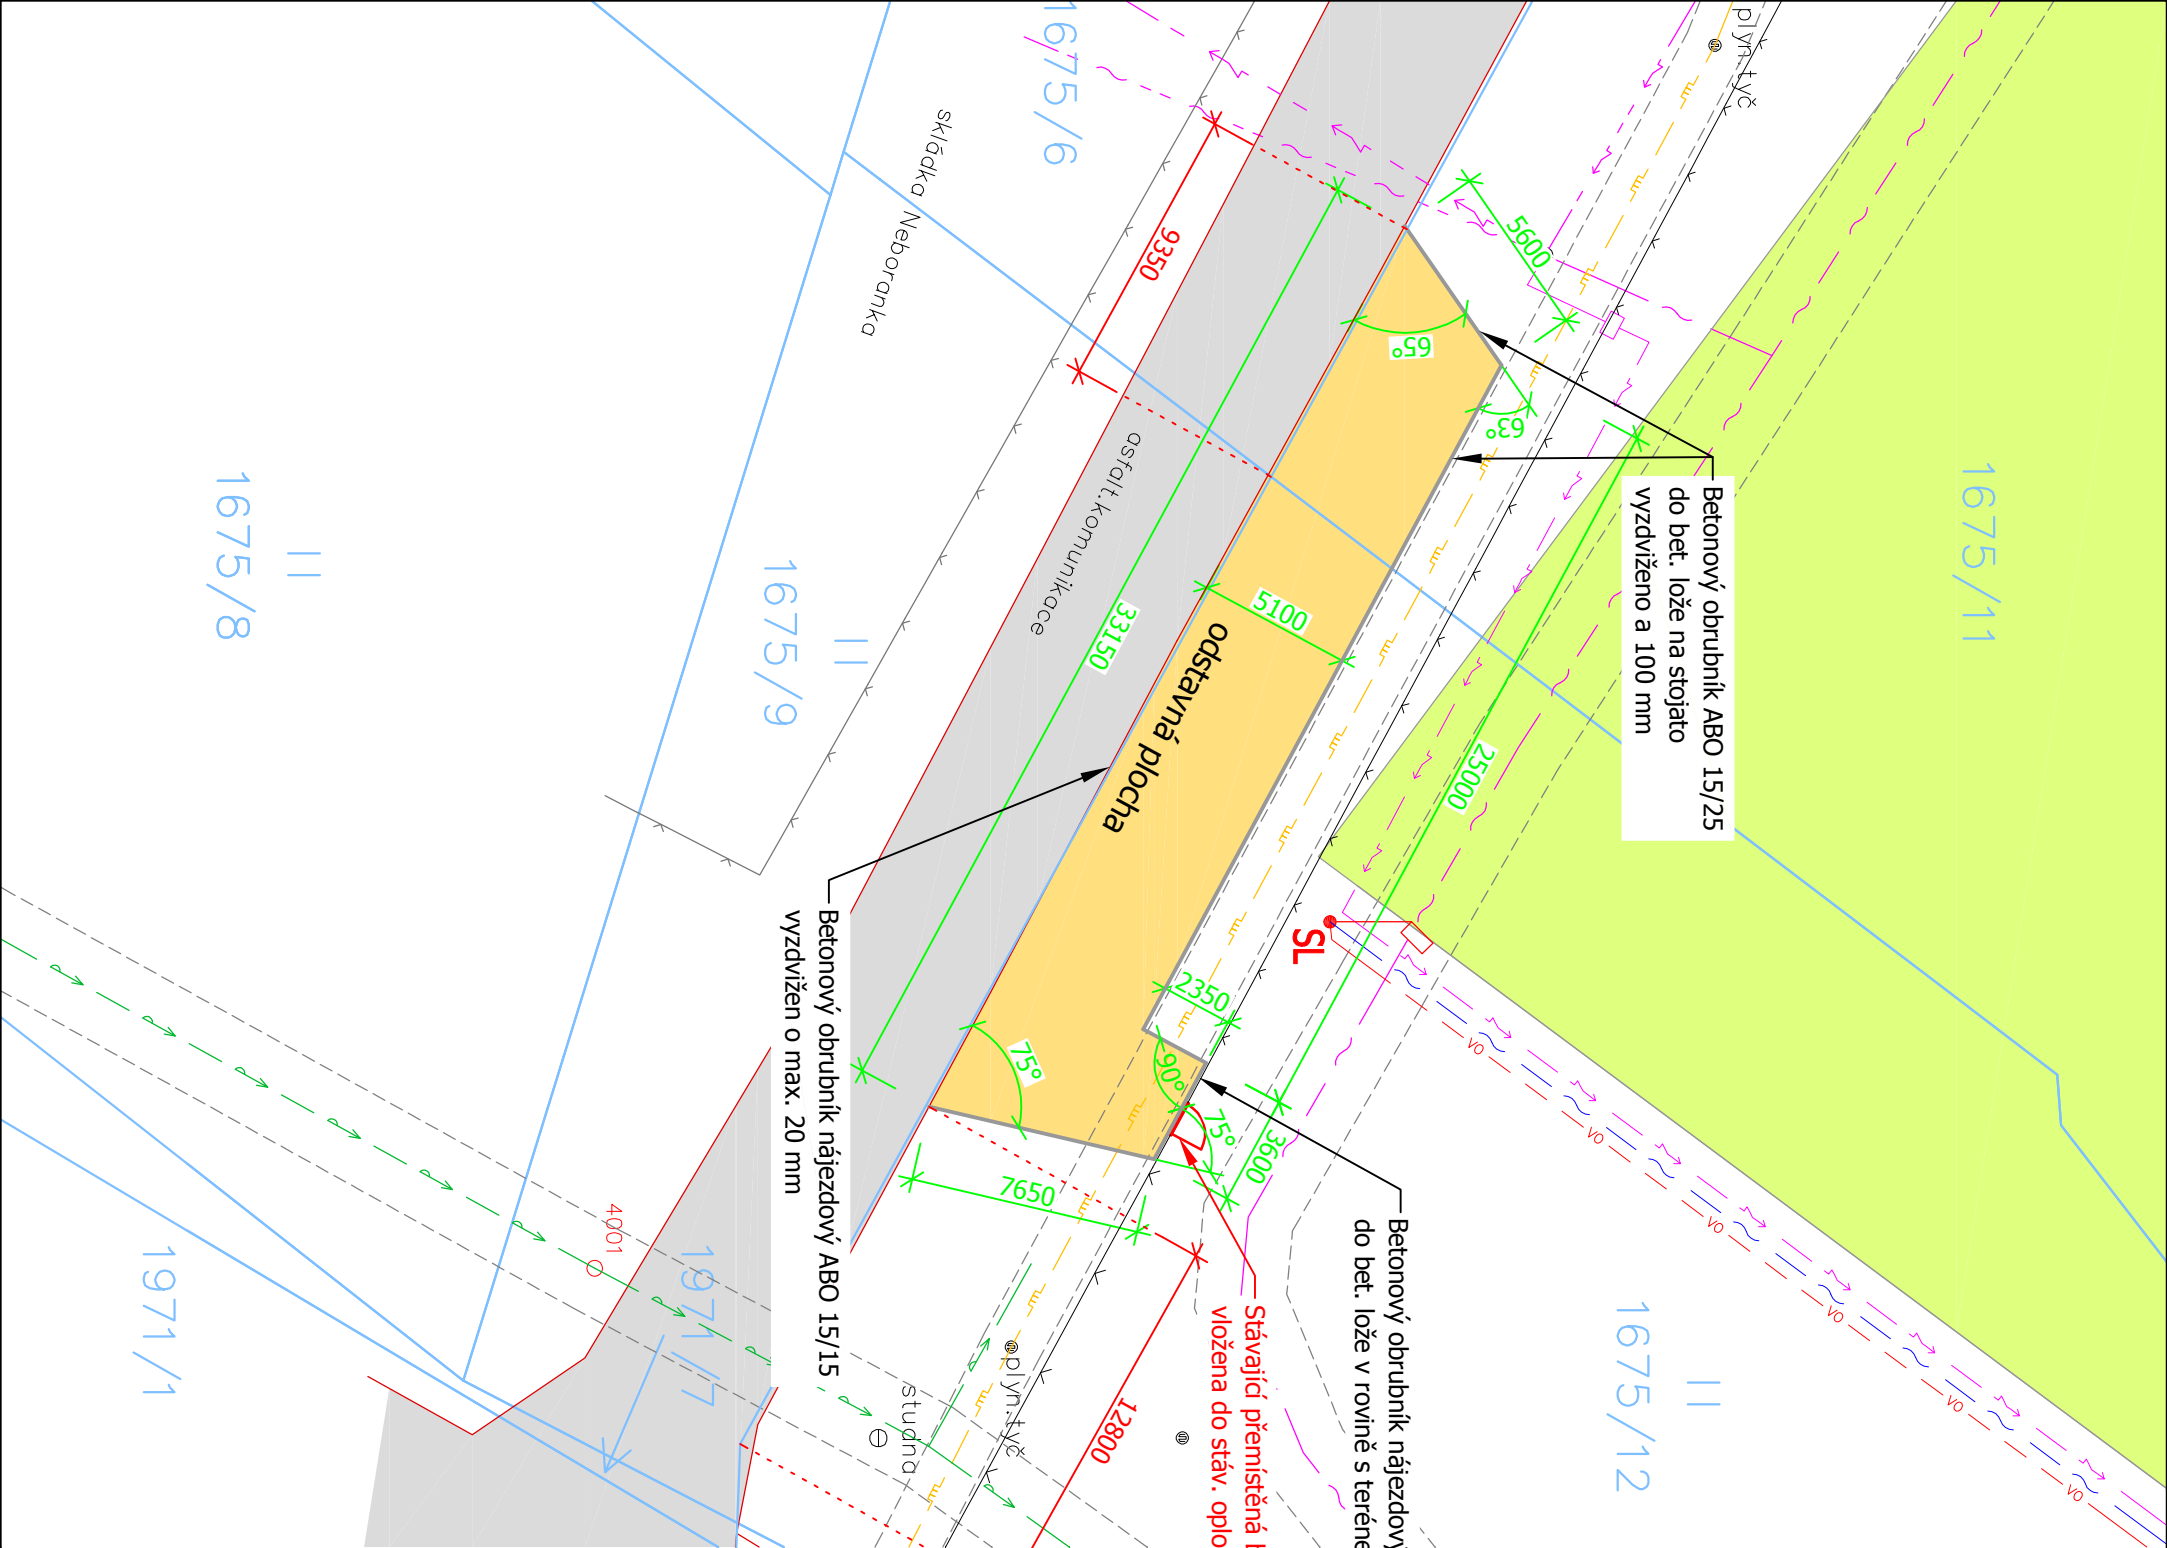 plyn.tyč
1675/6
skládka Neboranka
9350
5600
65°
63°
1675/11
Betonový obrubník ABO 15/25
do bet. lože na stojato
vyzdviženo a 100 mm
asfalt.komunikace
33150
5100
odstavná plocha
25000
1675/8
1675/9
SL
2350
90°
75°
75°
3600
7650
Betonový obrubník nájezdový ABO 15/15
vyzdvižen o max. 20 mm
Betonový obrubník nájezdový
do bet. lože v rovině s teréne
Stávající přemístěná
vložena do stáv. oplo
12800
plyn.tyč
studna
4001
1971/7
1971/1
1675/12
VO
VO
VO
VO
VO
VO